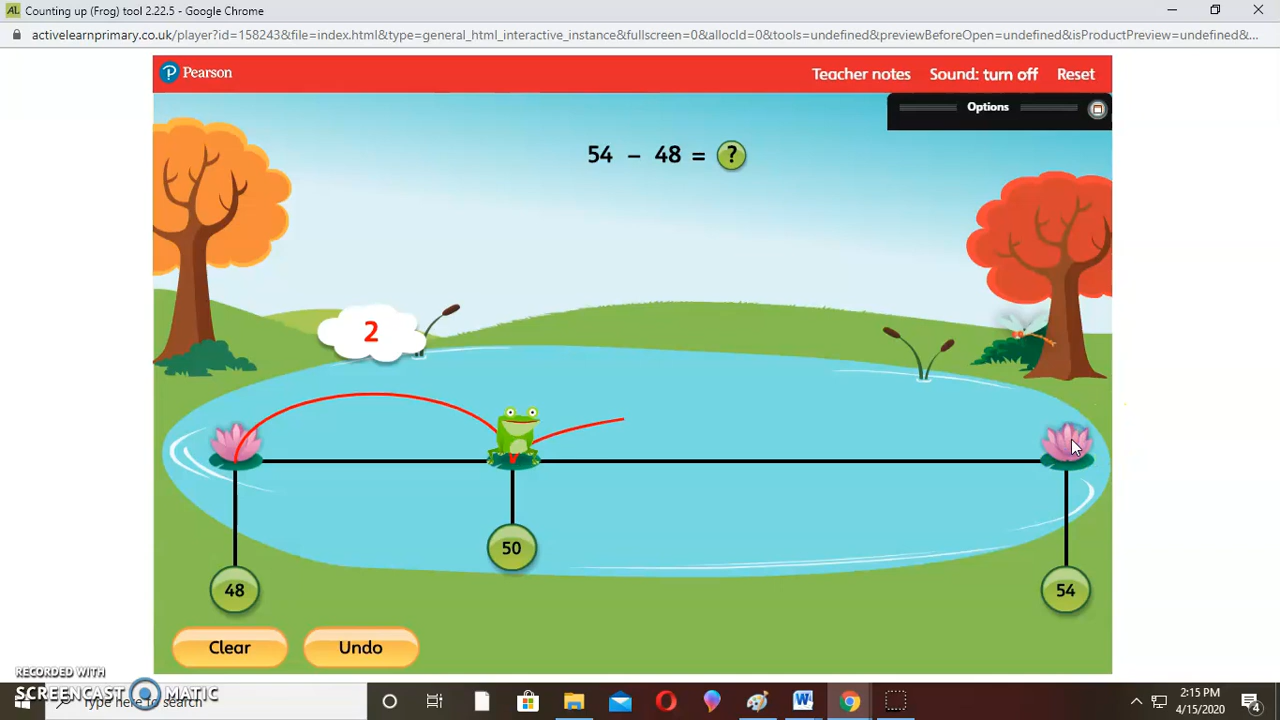 Counting up (Frog) tool 2.22.5 - Google Chrome
activelearnprimary.co.uk/player?id=158243&file=index.html&type=general_html_interactive_instance&fullscreen=0&allocId=0&tools=undefined&previewBeforeOpen=undefined&isProductPreview=undefined&...
Pearson
Teacher notes Sound: turn off Reset
Options
54 - 48 = ?
2
50
48
54
Clear Undo
RECORDED WITH
SCREENCAST MATIC
Type here to search
2:15 PM
4/15/2020
4